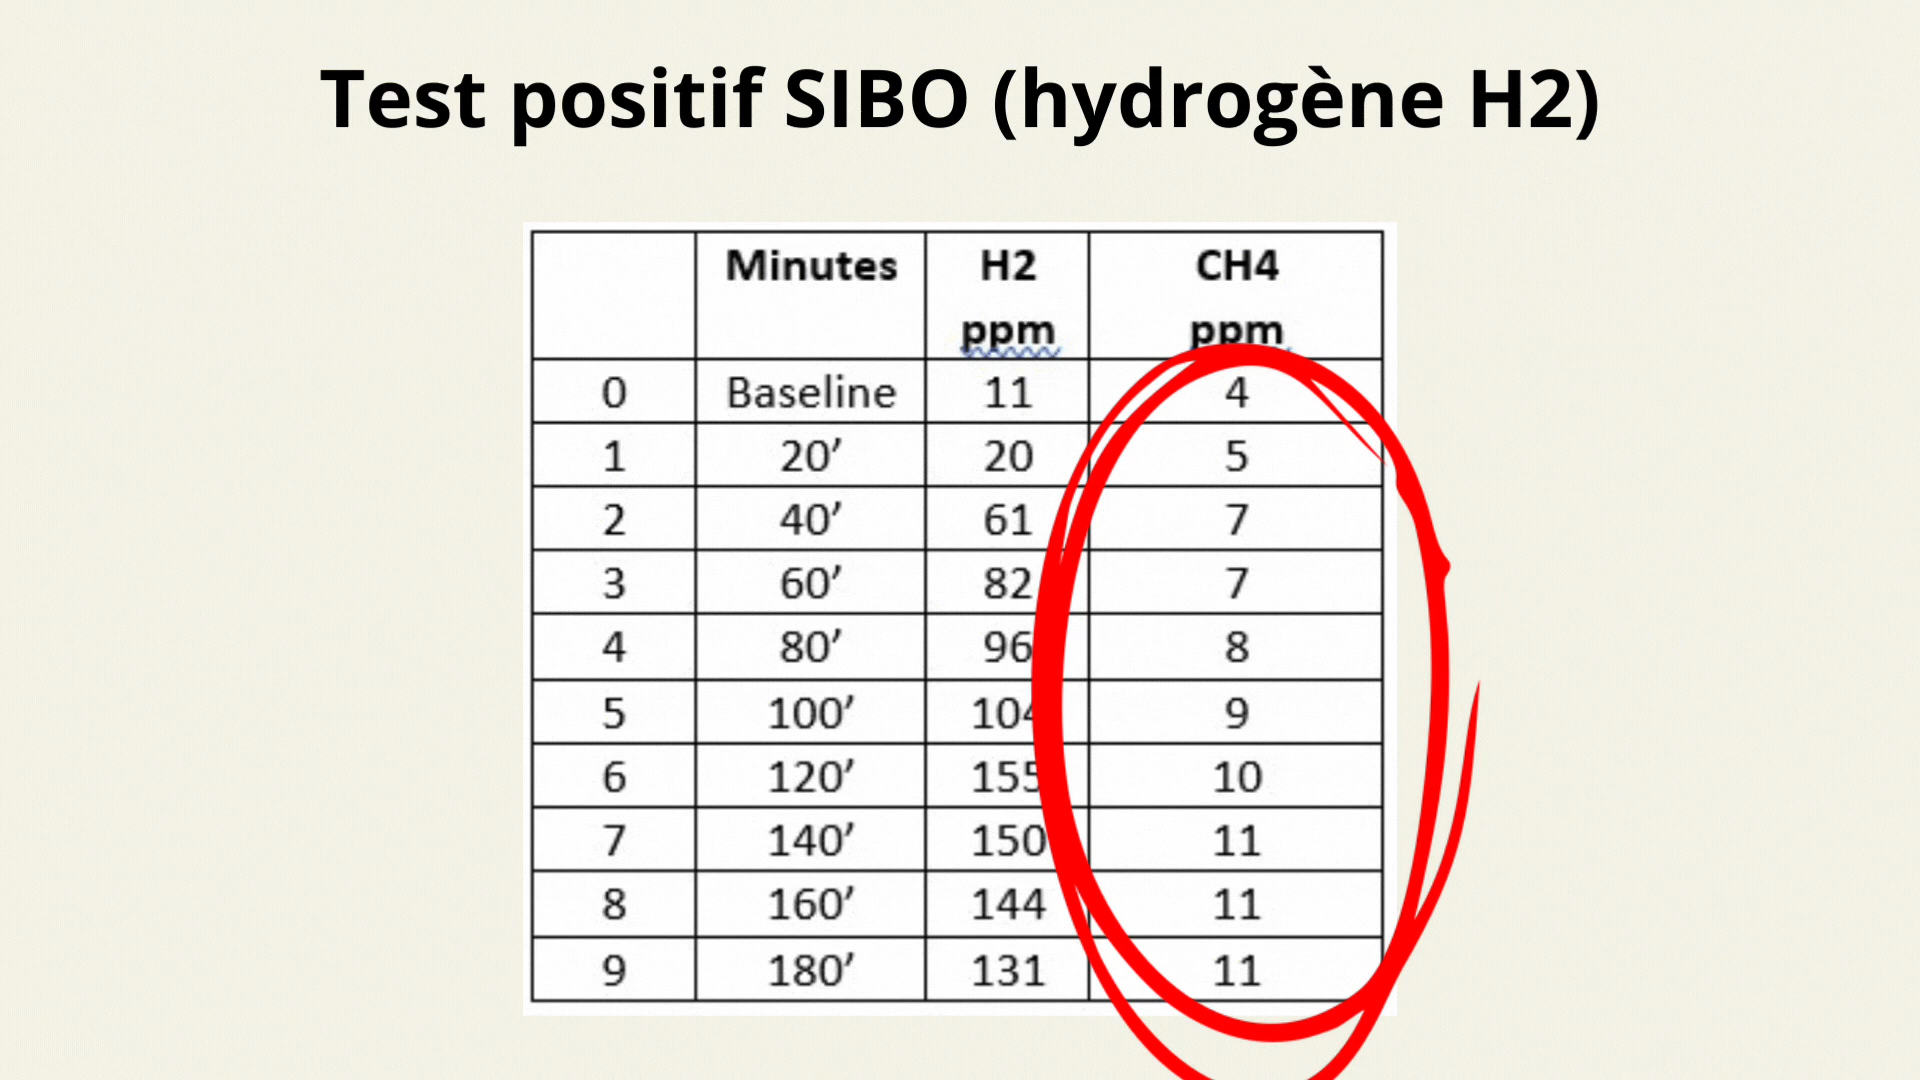 Test positif SIBO (hydrogène H2)
Minutes H2 CH4
ppm ppm
0 Baseline 11 4
1 20’ 20 5
2 40’ 61 7
3 60’ 82 7
4 80’ 96 8
5 100’ 104 9
6 120’ 155 10
7 140’ 150 11
8 160’ 144 11
9 180’ 131 11